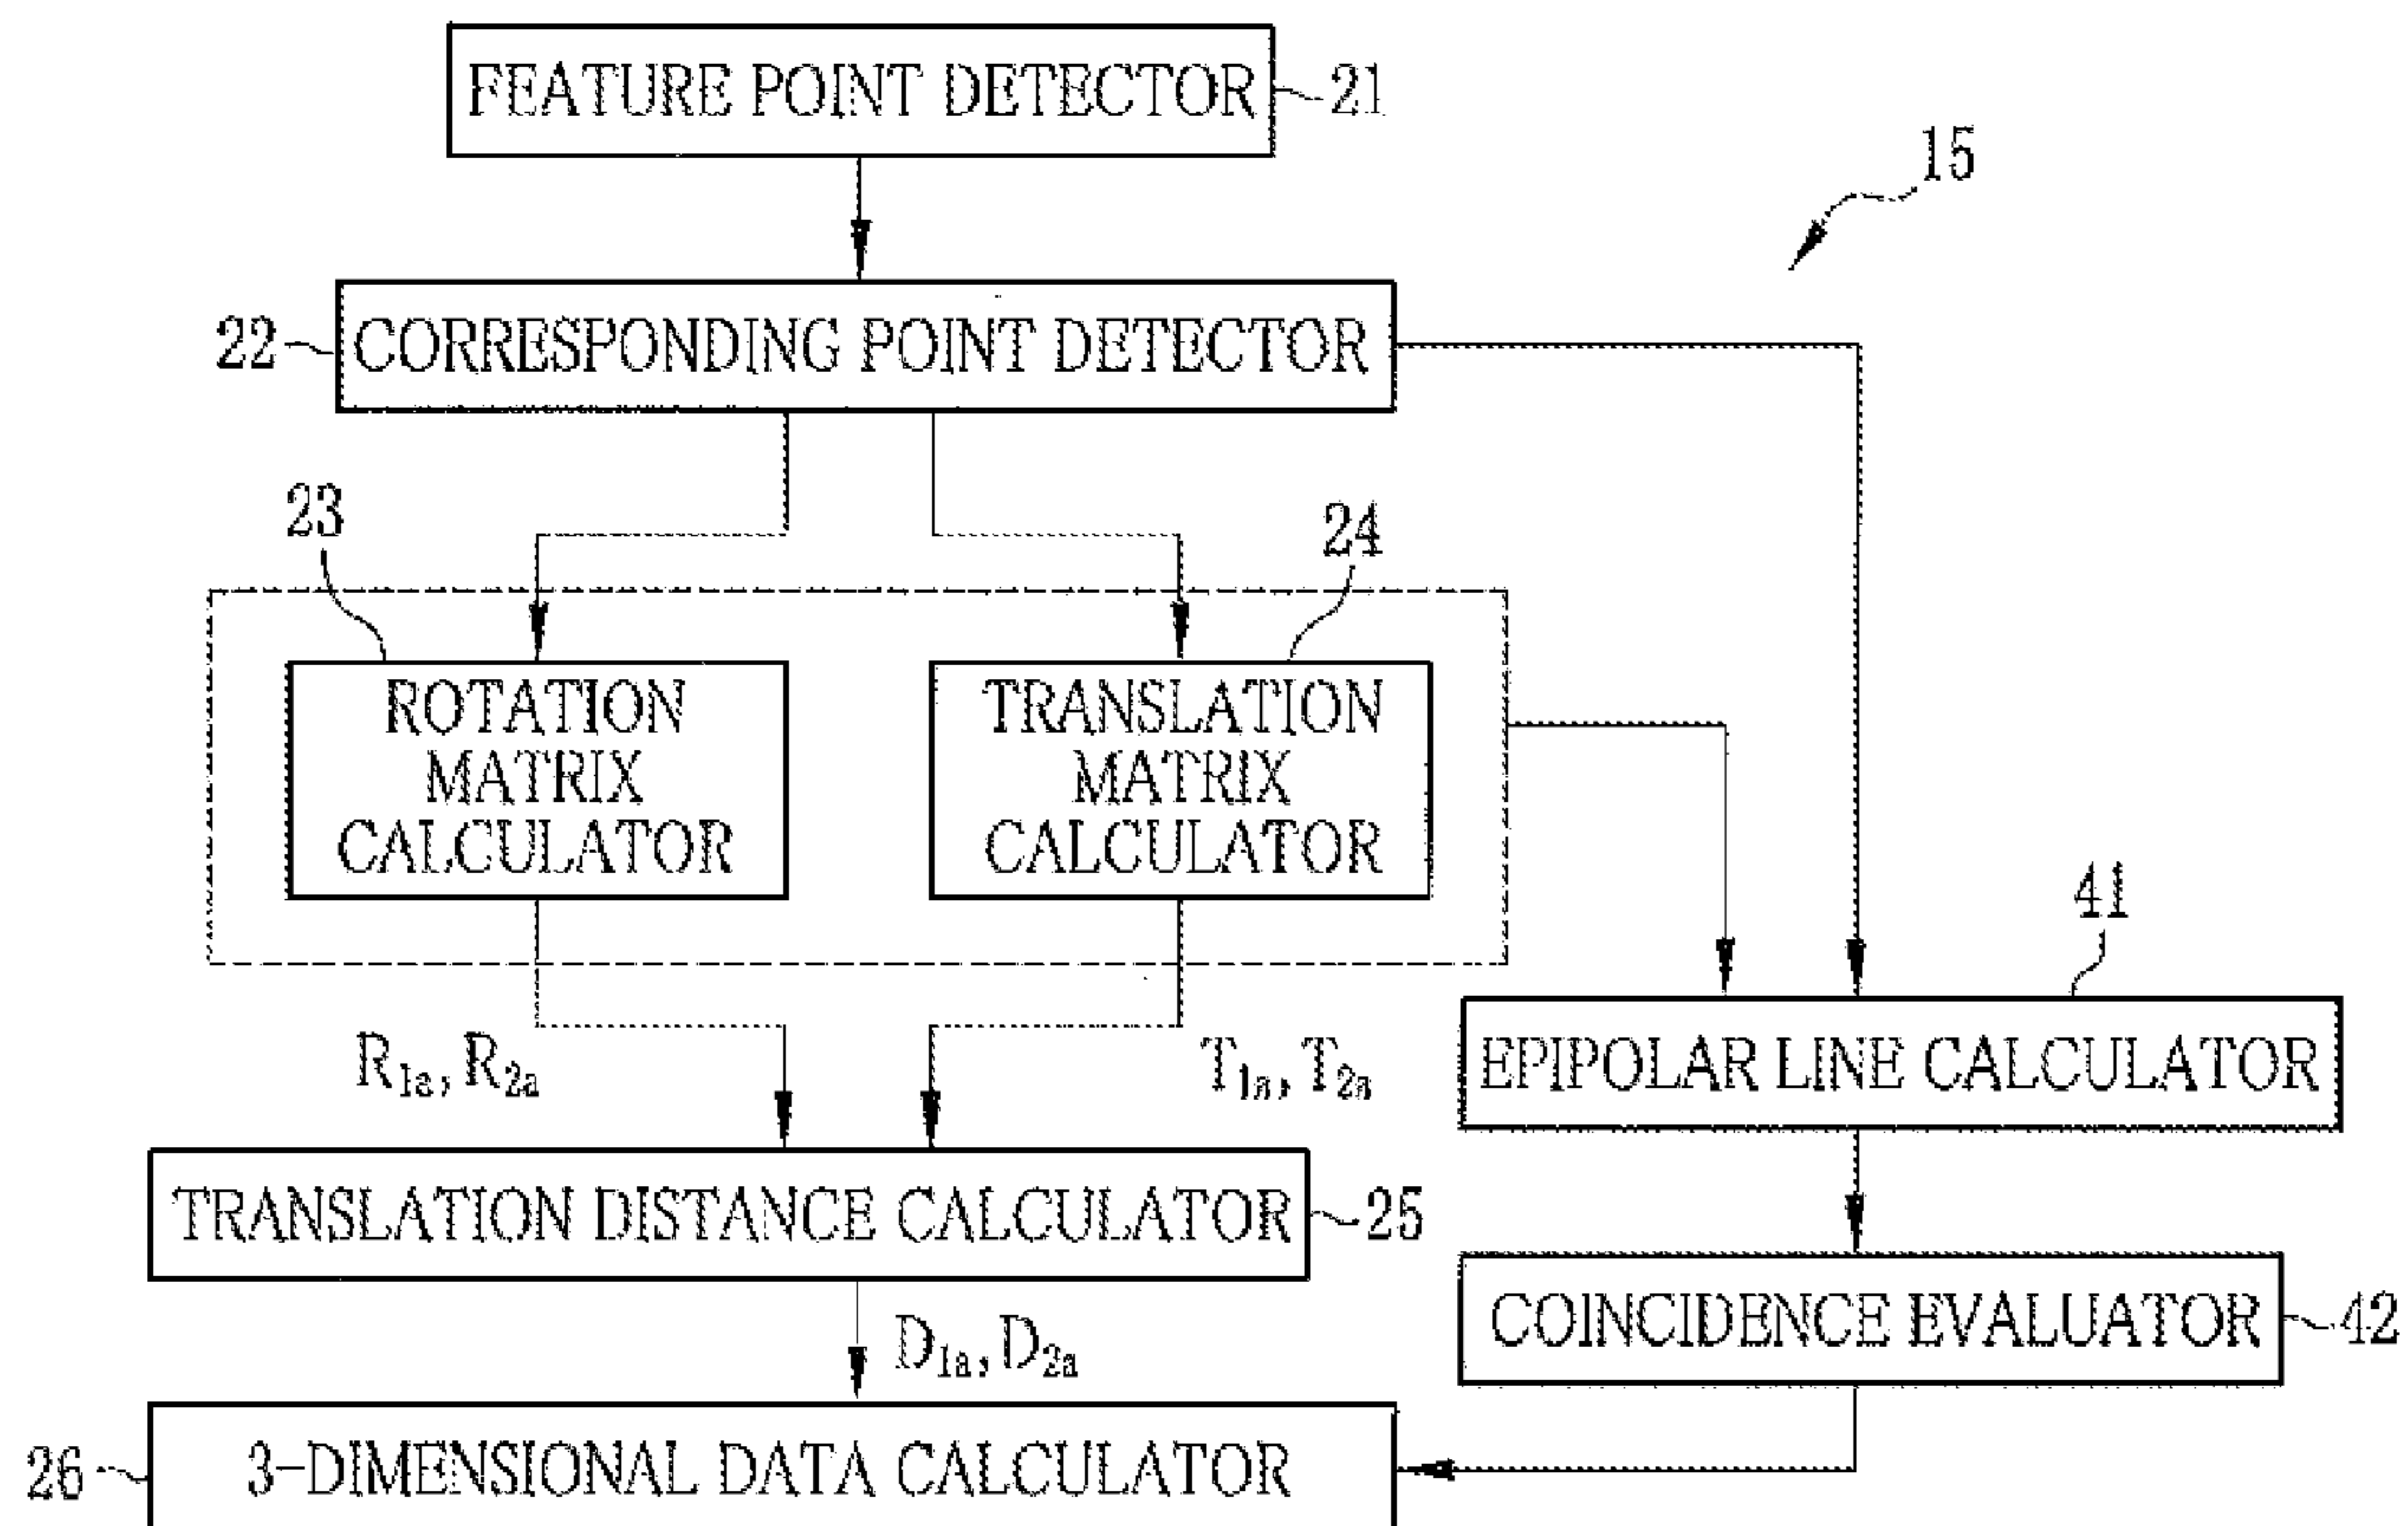 FEATURE POINT DETECTOR
21
15
22
CORRESPONDING POINT DETECTOR
23
24
ROTATION
MATRIX
CALCULATOR
TRANSLATION
MATRIX
CALCULATOR
41
R1a, R2a
T1a, T2a
EPIPOLAR LINE CALCULATOR
TRANSLATION DISTANCE CALCULATOR
25
D1a, D2a
COINCIDENCE EVALUATOR
42
26
3-DIMENSIONAL DATA CALCULATOR